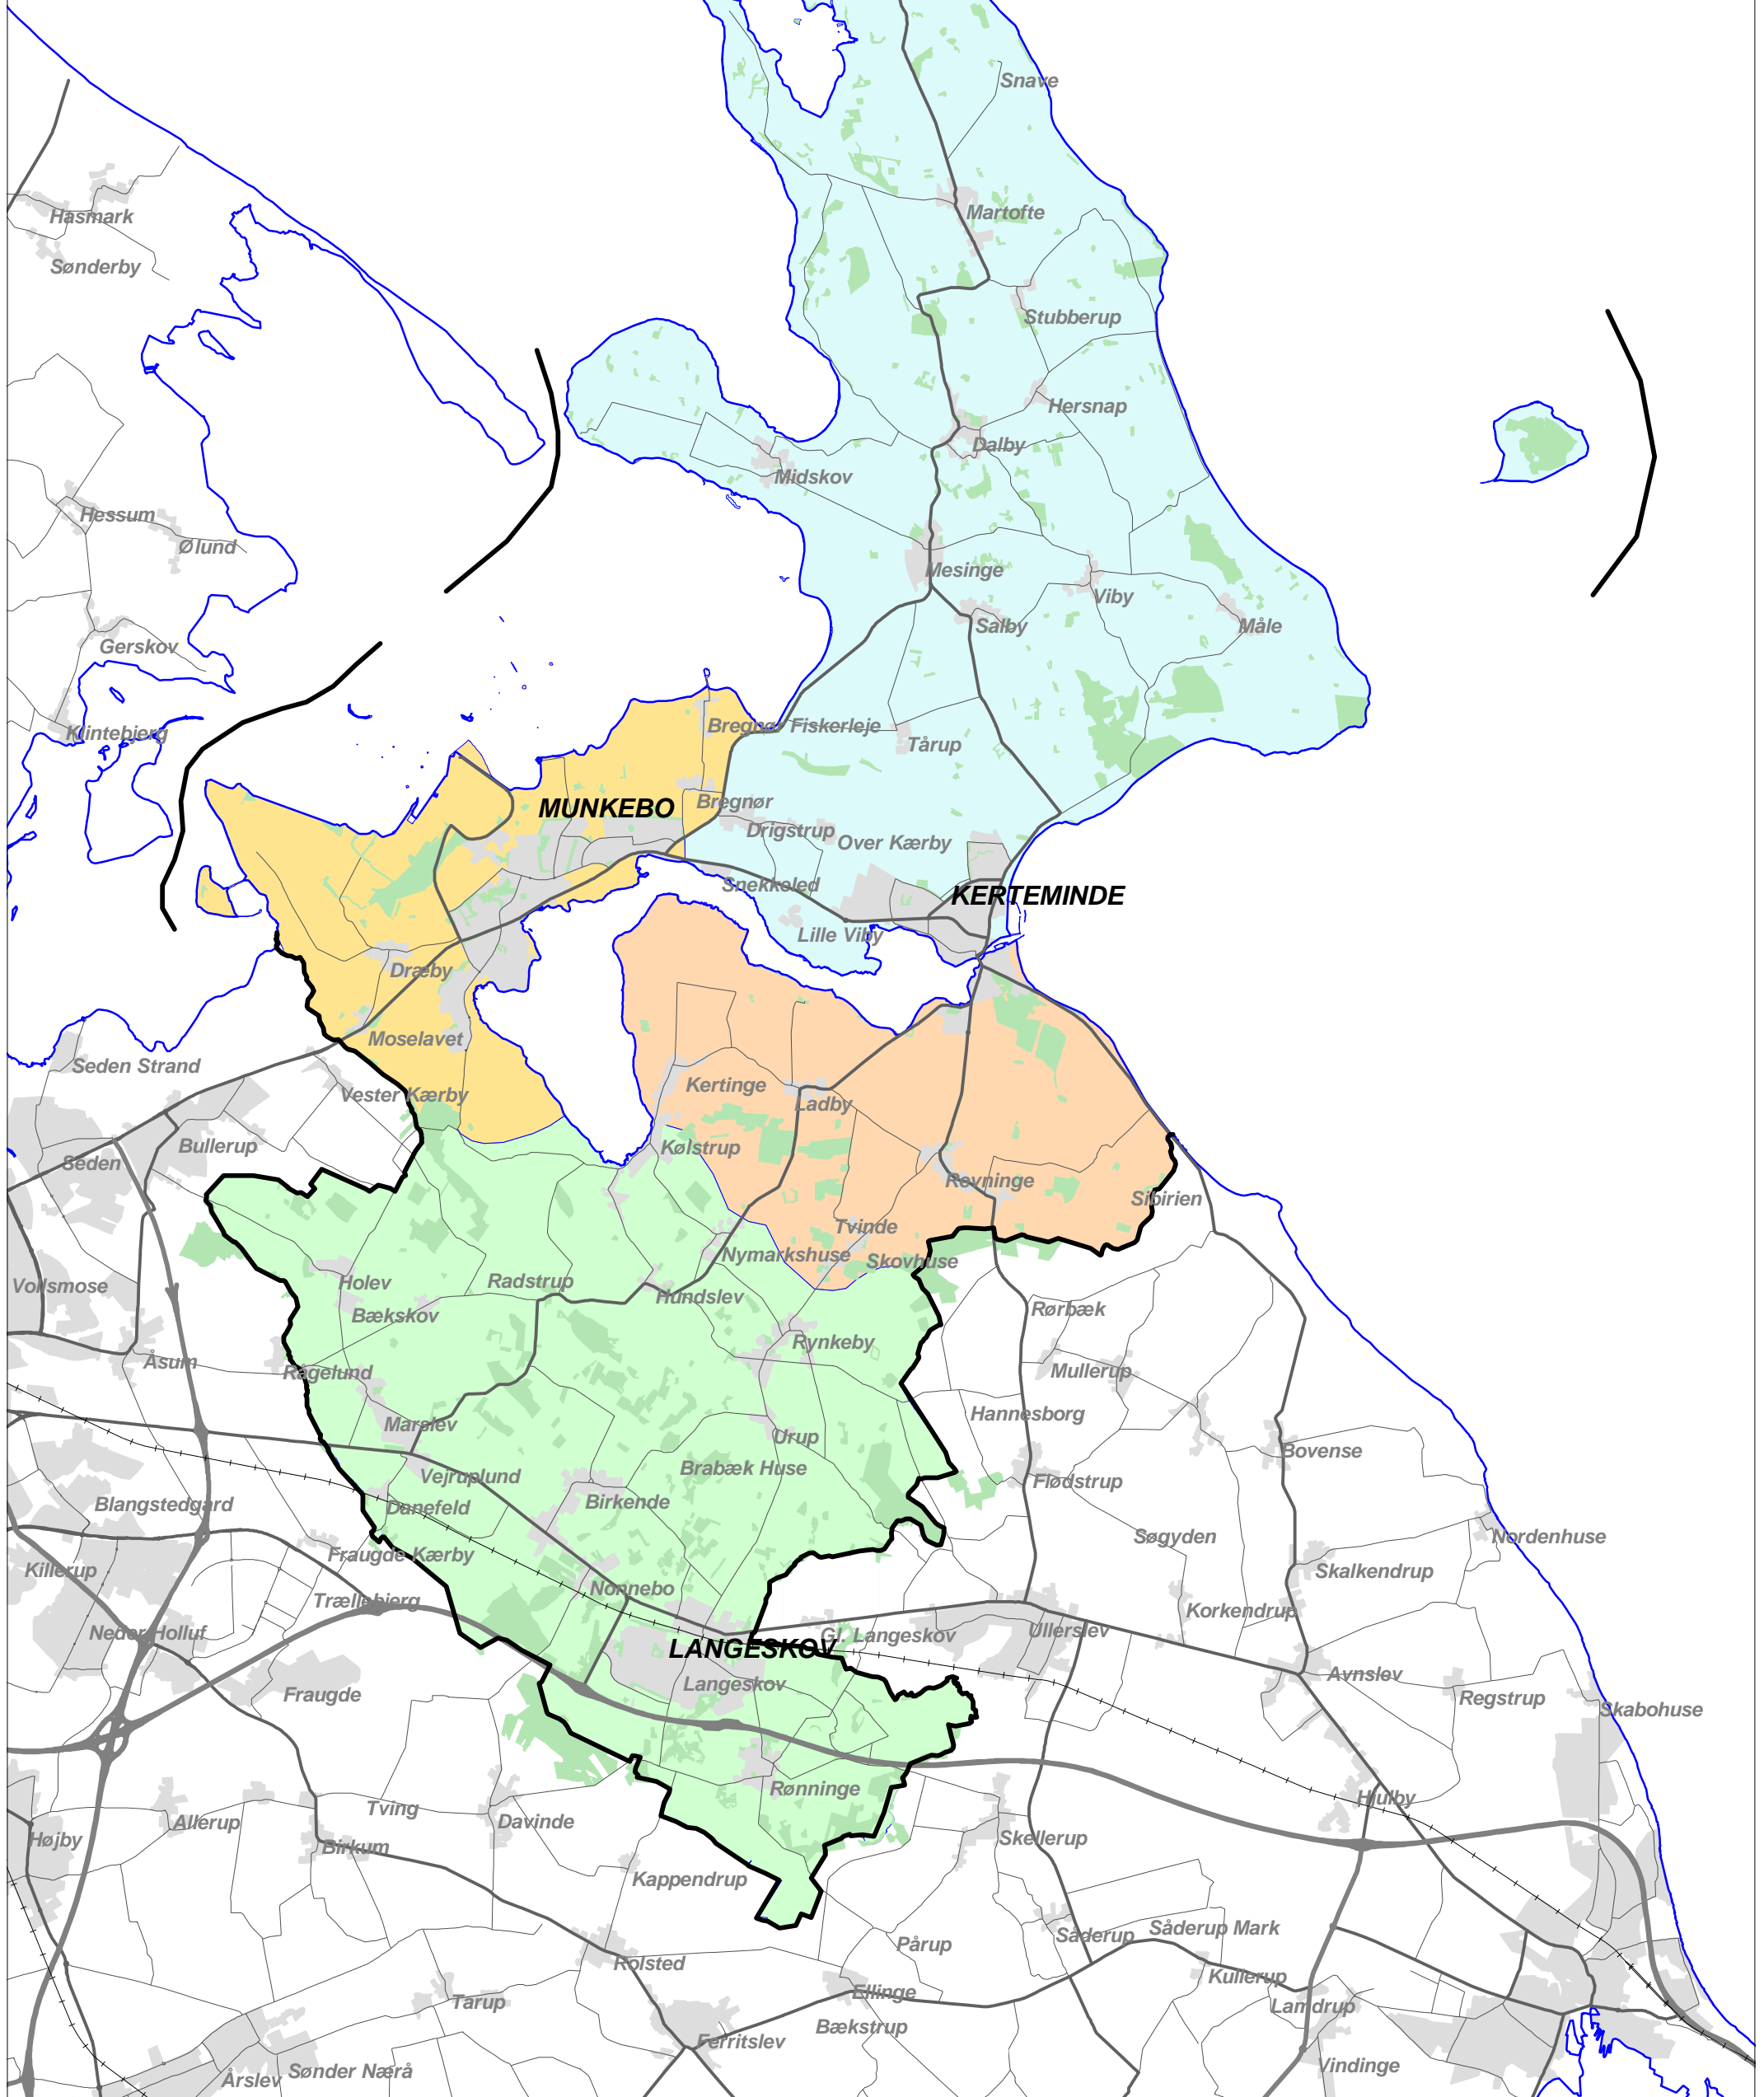 Snave
Hasmark
Martofte
Sønderby
Stubberup
Hersnap
Dalby
Midskov
Hessum
Ølund
Mesinge
Viby
Salby
Måle
Gerskov
Klintebjerg
Bregnør Fiskerleje
Tårup
MUNKEBO
Bregnør
Drigstrup
Over Kærby
Snekkeled
KERTEMINDE
Lille Viby
Dræby
Moselavet
Seden Strand
Kertinge
Vester Kærby
Ladby
Bullerup
Kølstrup
Seden
Revninge
Sibirien
Tvinde
Nymarkshuse
Skovhuse
Vollsmose
Holev
Radstrup
Hundslev
Bækskov
Rørbæk
Rynkeby
Åsum
Rågelund
Mullerup
Hannesborg
Marslev
Urup
Bovense
Brabæk Huse
Vejruplund
Flødstrup
Blangstedgård
Birkende
Danefeld
Søgyden
Nordenhuse
Fraugde Kærby
Killerup
Skalkendrup
Nonnebo
Trællebjerg
Korkendrup
Neder Holluf
Ullerslev
Gl. Langeskov
LANGESKOV
Avnslev
Langeskov
Fraugde
Regstrup
Skabohuse
Rønninge
Hjulby
Tving
Allerup
Davinde
Højby
Skellerup
Birkum
Kappendrup
Såderup Mark
Såderup
Pårup
Rolsted
Kullerup
Ellinge
Tarup
Lamdrup
Bækstrup
Ferritslev
Vindinge
Sønder Nærå
Årslev